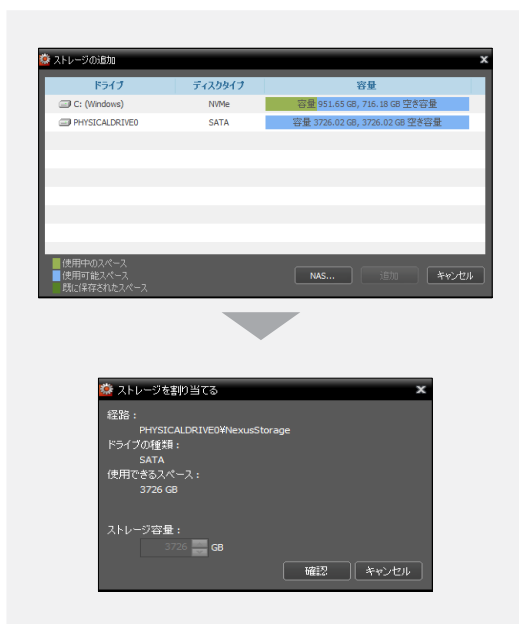 ストレージの追加
x
ドライブ ディスクタイプ 容量
C: (Windows) NVMe 容量 951.65 GB, 716.18 GB 空き容量
PHYSICALDRIVE0 SATA 容量 3726.02 GB, 3726.02 GB 空き容量
使用中のスペース
使用可能スペース
既に保存されたスペース
NAS... 追加 キャンセル
ストレージを割り当てる
x
経路 :
PHYSICALDRIVE0¥NexusStorage
ドライブの種類 :
SATA
使用できるスペース :
3726 GB
ストレージ容量 :
3726 GB
確認 キャンセル